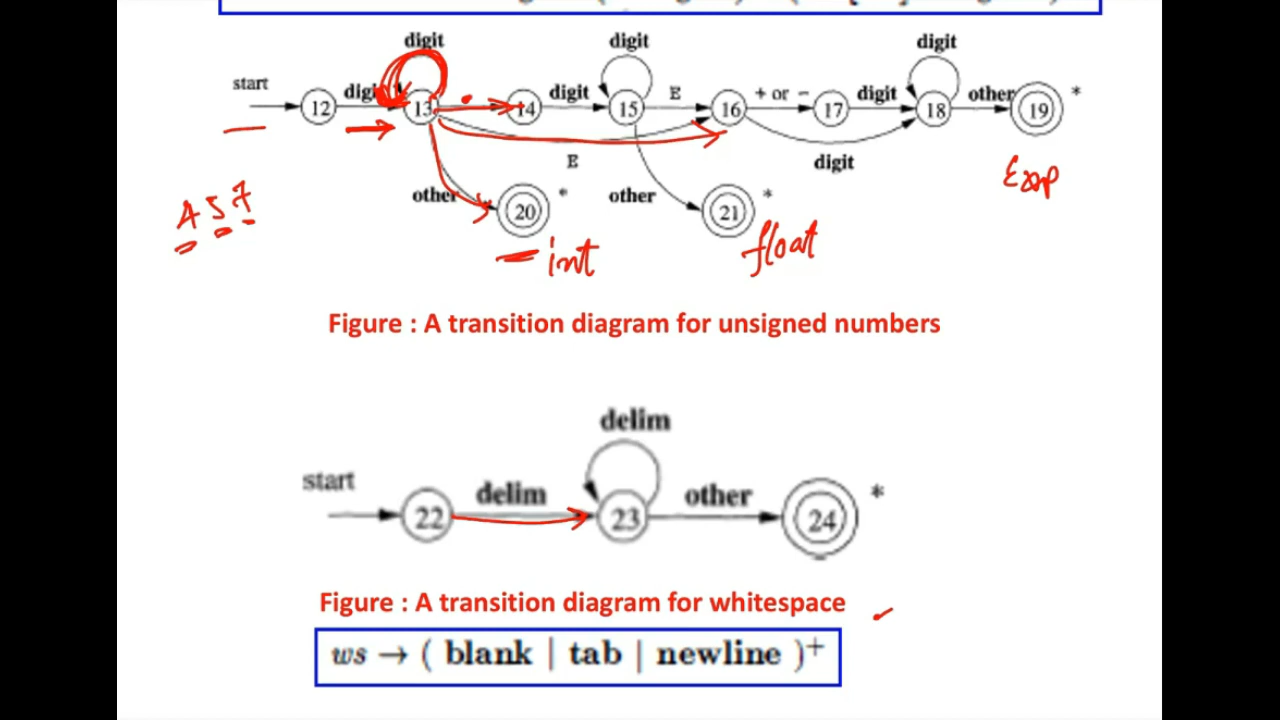 digit digit digit
start digit digit E + or - digit other *
12 13 14 15 16 17 18 19
E digit
other * other *
20 21
Exp
457
int float
Figure : A transition diagram for unsigned numbers
delim
start delim other *
22 23 24
Figure : A transition diagram for whitespace
ws → ( blank | tab | newline )+